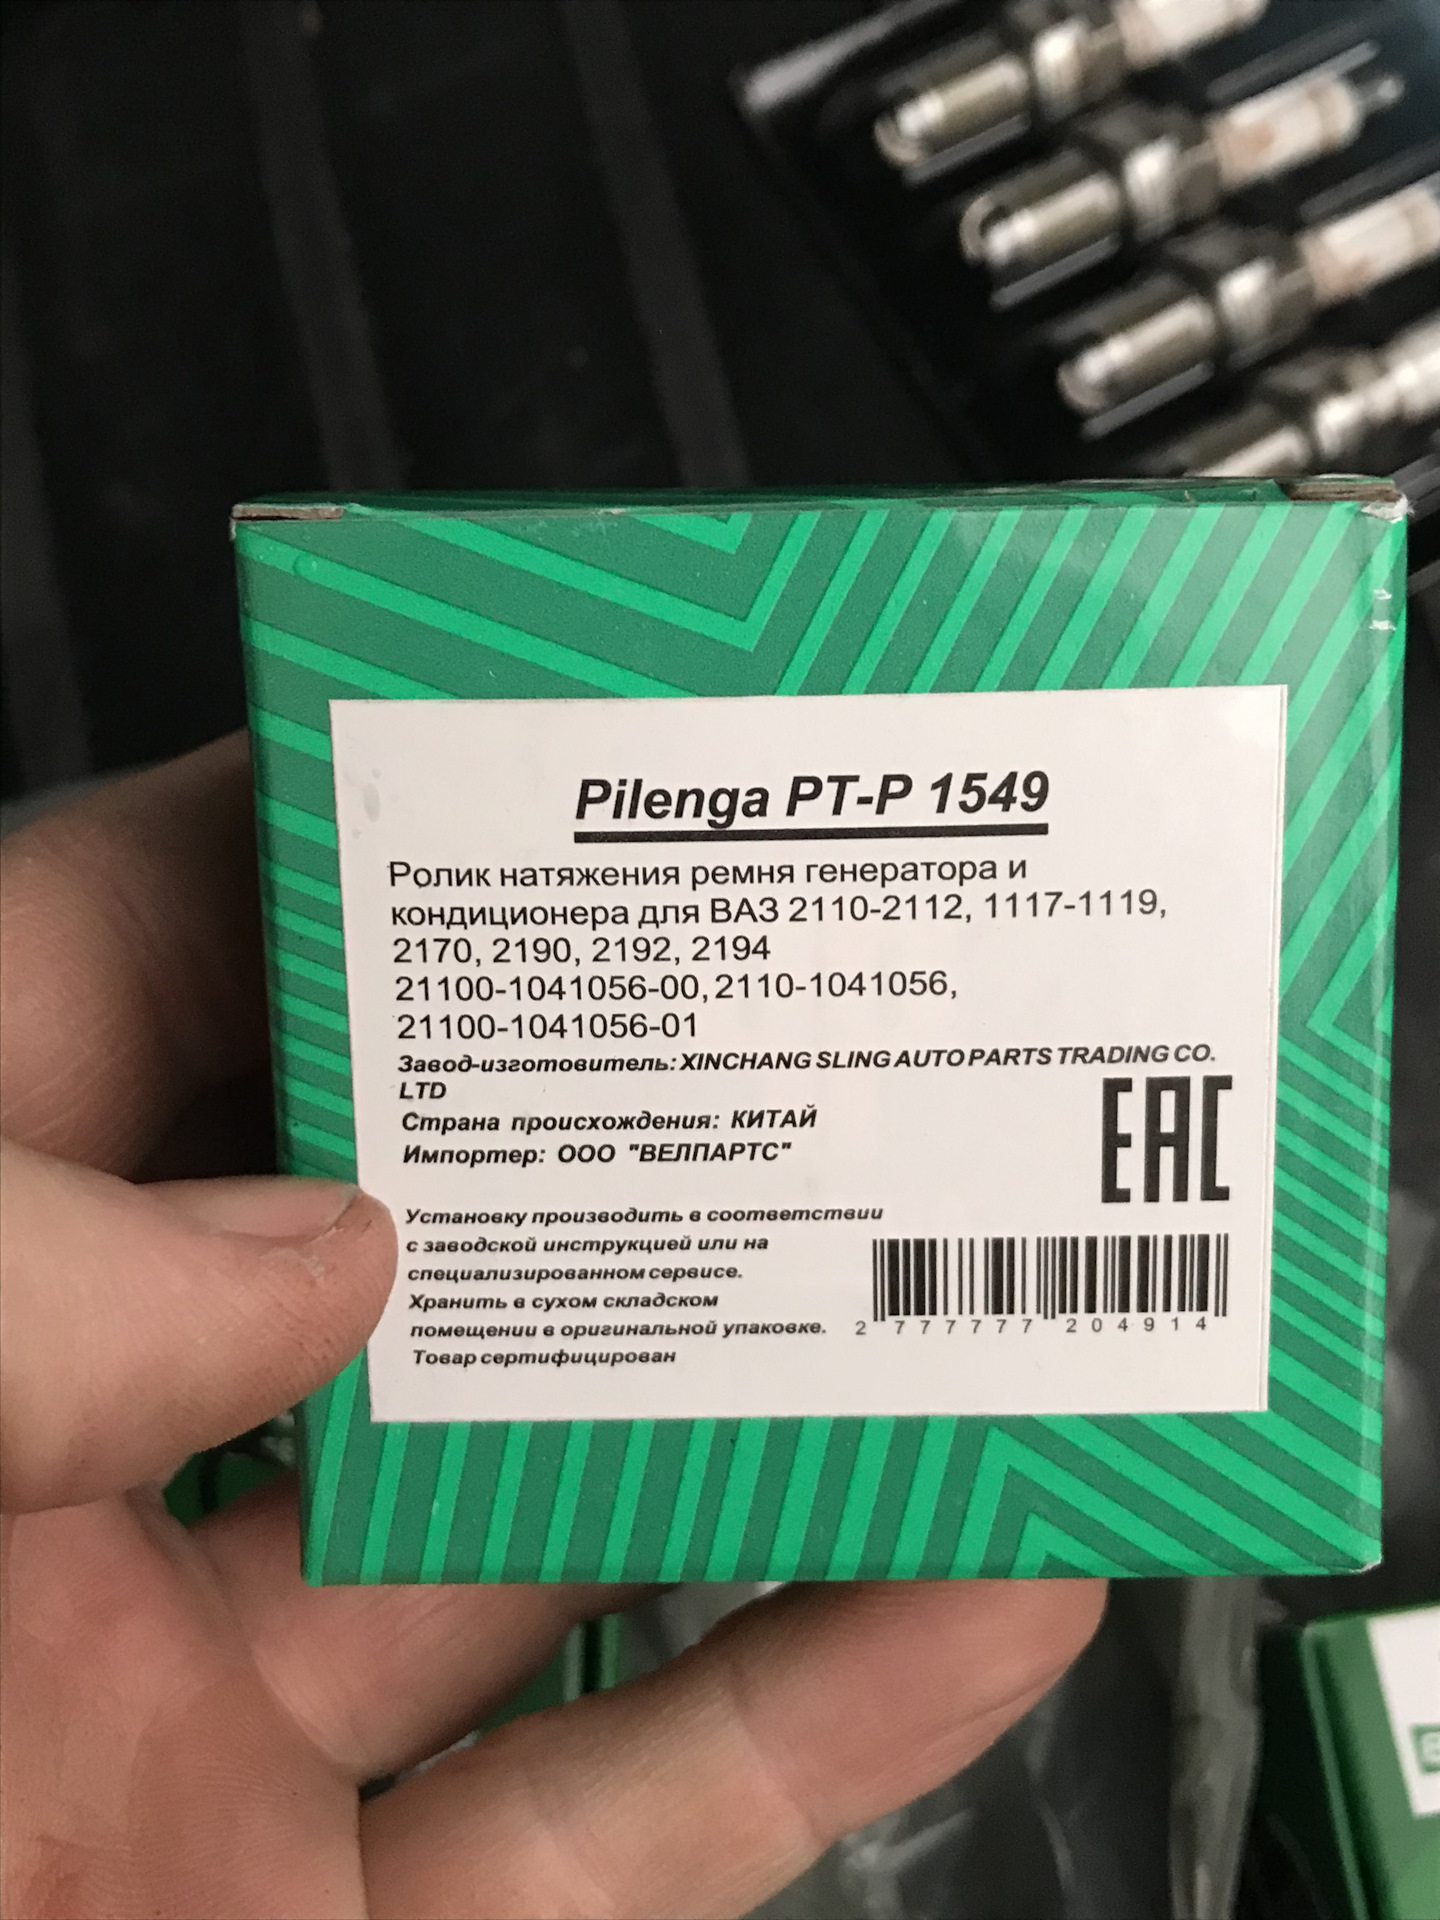 Pilenga PT-P 1549
Ролик натяжения ремня генератора и
кондиционера для ВАЗ 2110-2112, 1117-1119,
2170, 2190, 2192, 2194
21100-1041056-00, 2110-1041056,
21100-1041056-01
Завод-изготовитель: XINCHANG SLING AUTO PARTS TRADING CO.
LTD
Страна происхождения: КИТАЙ
Импортер: ООО "ВЕЛПАРТС"
EAC
Установку производить в соответствии
с заводской инструкцией или на
специализированном сервисе.
Хранить в сухом складском
помещении в оригинальной упаковке.
Товар сертифицирован
2 777777 204914